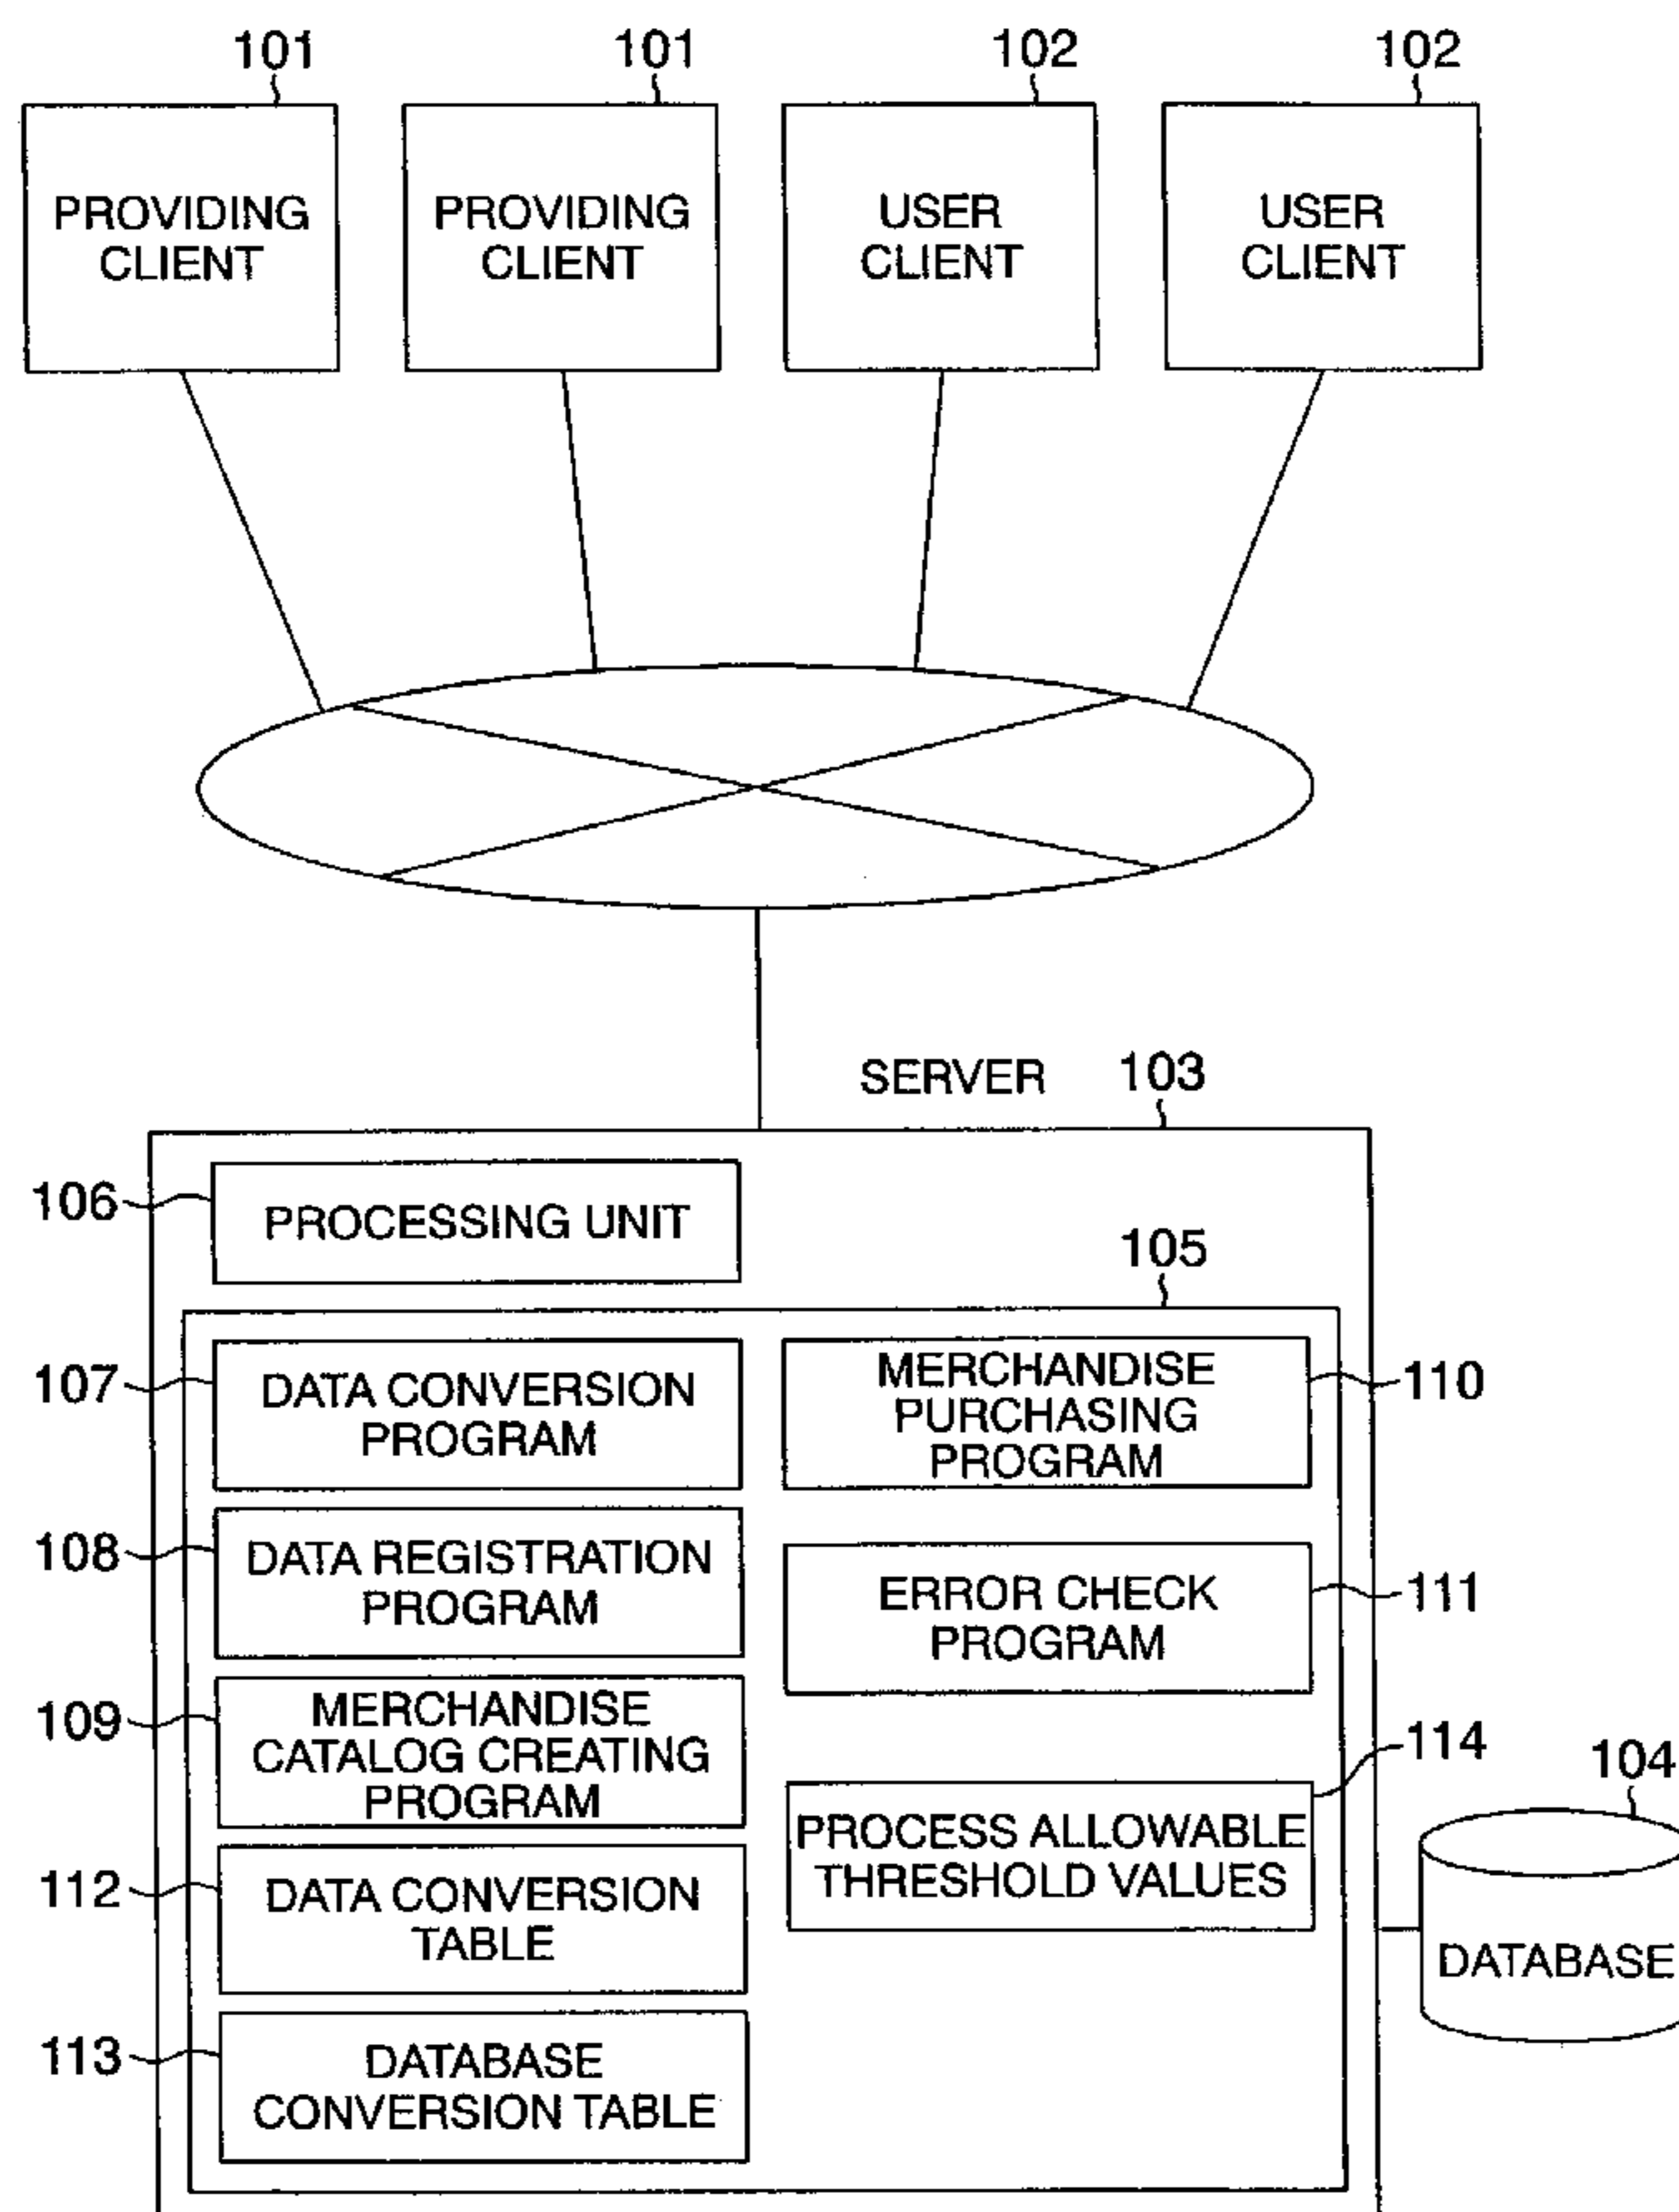 101
101
102
102
PROVIDING
CLIENT
PROVIDING
CLIENT
USER
CLIENT
USER
CLIENT
SERVER
103
106
PROCESSING UNIT
105
107
DATA CONVERSION
PROGRAM
MERCHANDISE
PURCHASING
PROGRAM
110
108
DATA REGISTRATION
PROGRAM
ERROR CHECK
PROGRAM
111
109
MERCHANDISE
CATALOG CREATING
PROGRAM
114
PROCESS ALLOWABLE
THRESHOLD VALUES
104
DATABASE
112
DATA CONVERSION
TABLE
113
DATABASE
CONVERSION TABLE